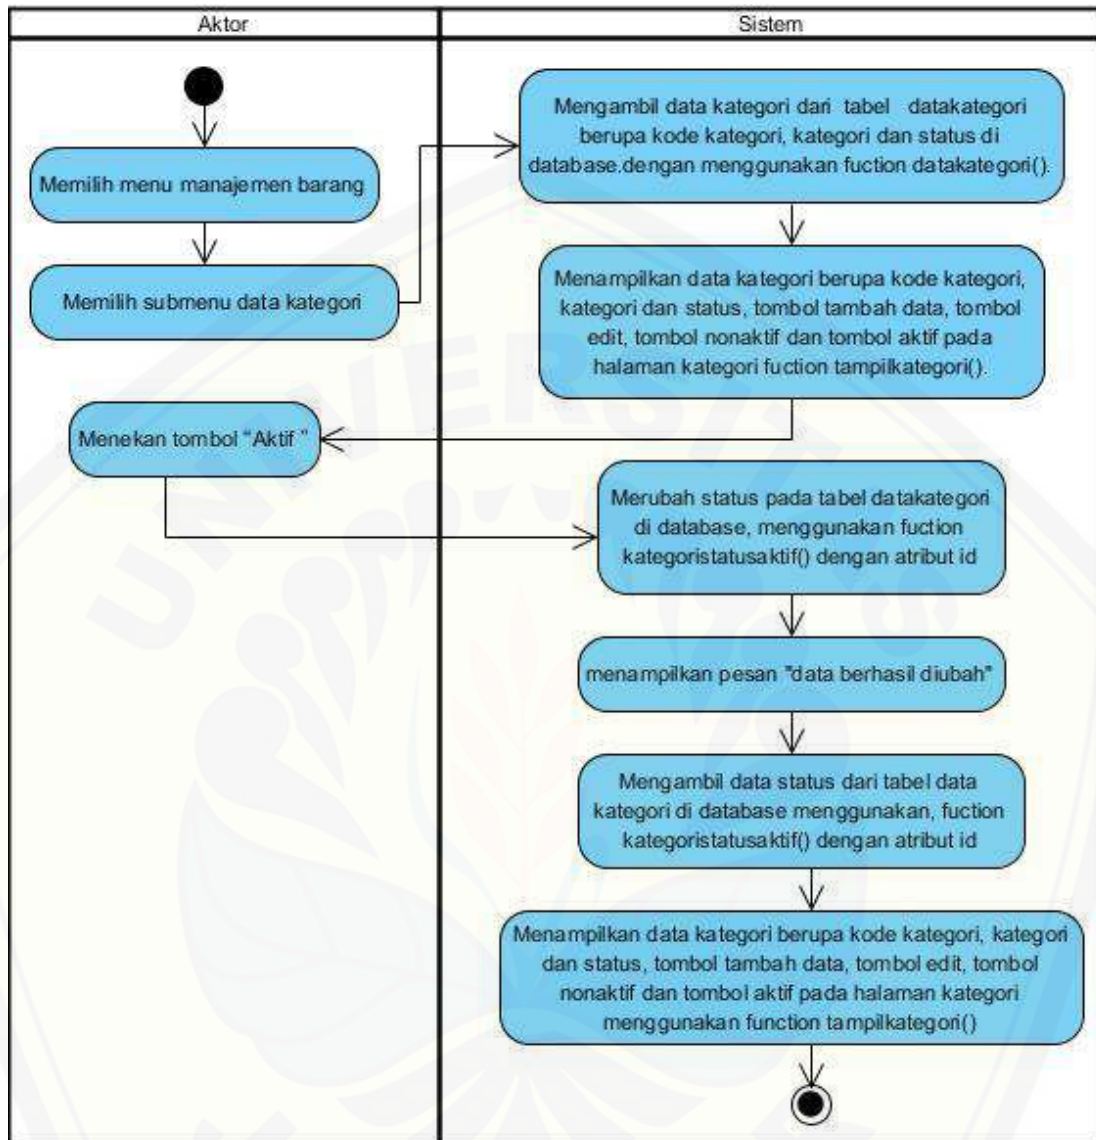 Aktor
Sistem
Memilih menu manajemen barang
Memilih submenu data kategori
Mengambil data kategori dari tabel datakategori
berupa kode kategori, kategori dan status di
database,dengan menggunakan fuction datakategori().
Menampilkan data kategori berupa kode kategori,
kategori dan status, tombol tambah data, tombol
edit, tombol nonaktif dan tombol aktif pada
halaman kategori fuction tampilkategori().
Menekan tombol "Aktif "
Merubah status pada tabel datakategori
di database, menggunakan fuction
kategoristatusaktif() dengan atribut id
menampilkan pesan "data berhasil diubah"
Mengambil data status dari tabel data
kategori di database menggunakan, fuction
kategoristatusaktif() dengan atribut id
Menampilkan data kategori berupa kode kategori, kategori
dan status, tombol tambah data, tombol edit, tombol
nonaktif dan tombol aktif pada halaman kategori
menggunakan function tampilkategori()
UNIVERSITAS